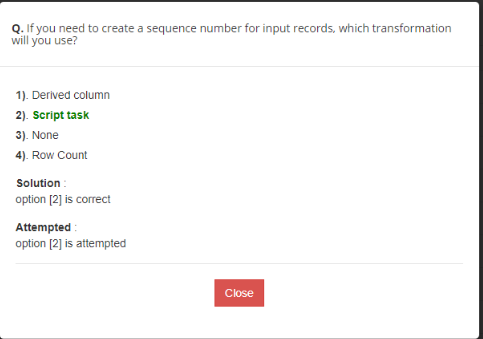 Q. If you need to create a sequence number for input records, which transformation
will you use?
1). Derived column
2). Script task
3). None
4). Row Count
Solution :
option [2] is correct
Attempted :
option [2] is attempted
Close